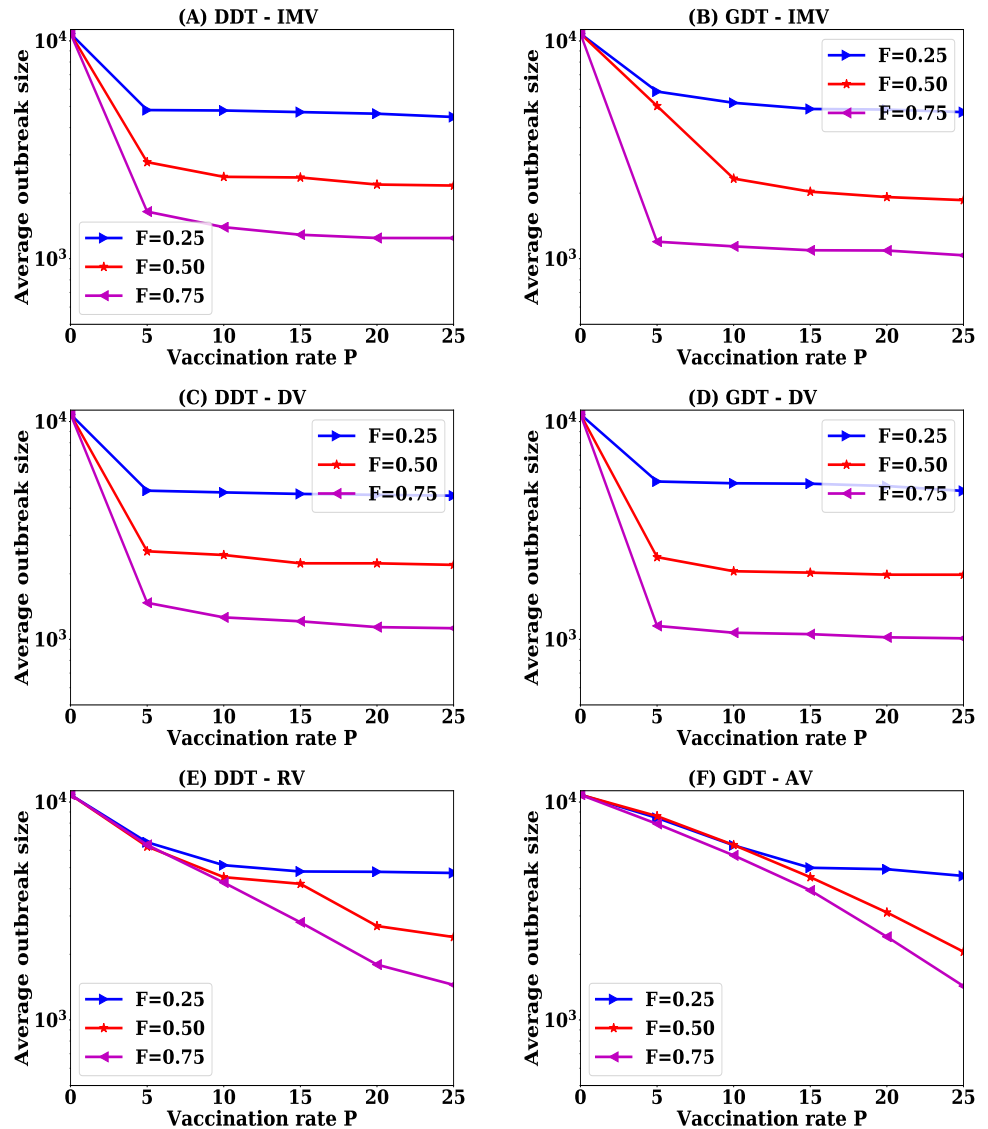 (A) DDT - IMV
Average outbreak size
10⁴
10³
F=0.25
F=0.50
F=0.75
0 5 10 15 20 25
Vaccination rate P
(B) GDT - IMV
Average outbreak size
10⁴
10³
F=0.25
F=0.50
F=0.75
0 5 10 15 20 25
Vaccination rate P
(C) DDT - DV
Average outbreak size
10⁴
10³
F=0.25
F=0.50
F=0.75
0 5 10 15 20 25
Vaccination rate P
(D) GDT - DV
Average outbreak size
10⁴
10³
F=0.25
F=0.50
F=0.75
0 5 10 15 20 25
Vaccination rate P
(E) DDT - RV
Average outbreak size
10⁴
10³
F=0.25
F=0.50
F=0.75
0 5 10 15 20 25
Vaccination rate P
(F) GDT - AV
Average outbreak size
10⁴
10³
F=0.25
F=0.50
F=0.75
0 5 10 15 20 25
Vaccination rate P